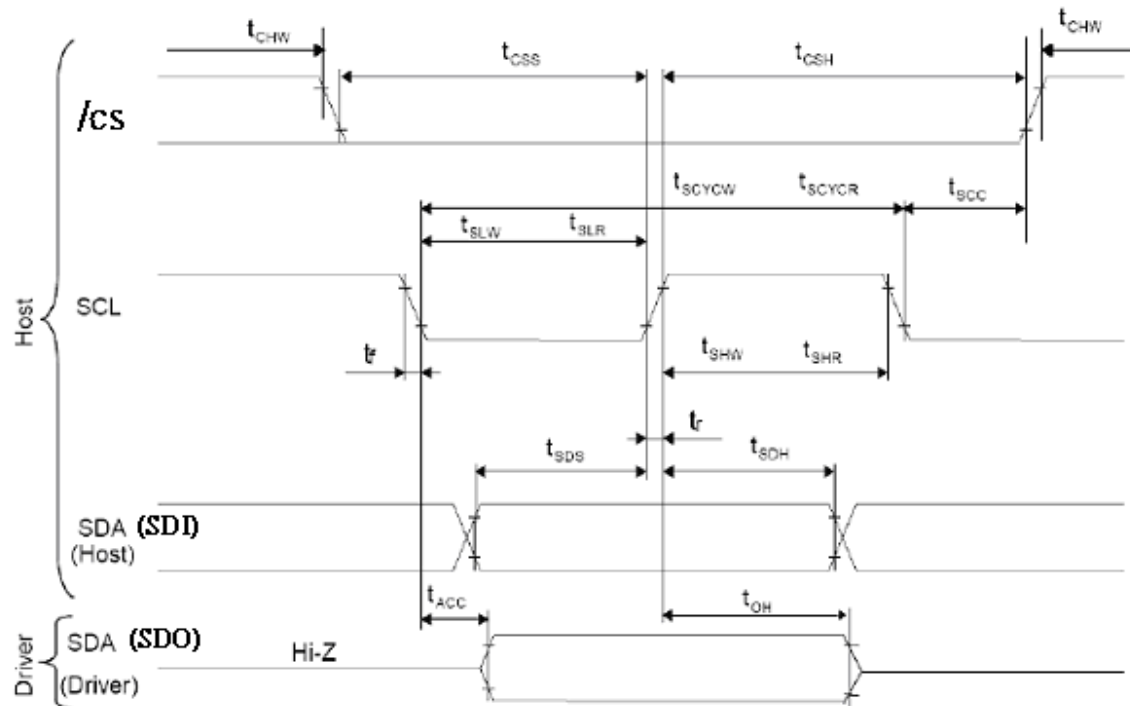 tCHW
tCHW
tCSS
tCSH
/CS
tSCYCW tSCYCR
tSCC
tSLW tSLR
Host
SCL
tSHW tSHR
tf
tr
tSDS
tSDH
SDA (SDI)
(Host)
tACC
tOH
Driver
SDA (SDO)
Hi-Z
(Driver)